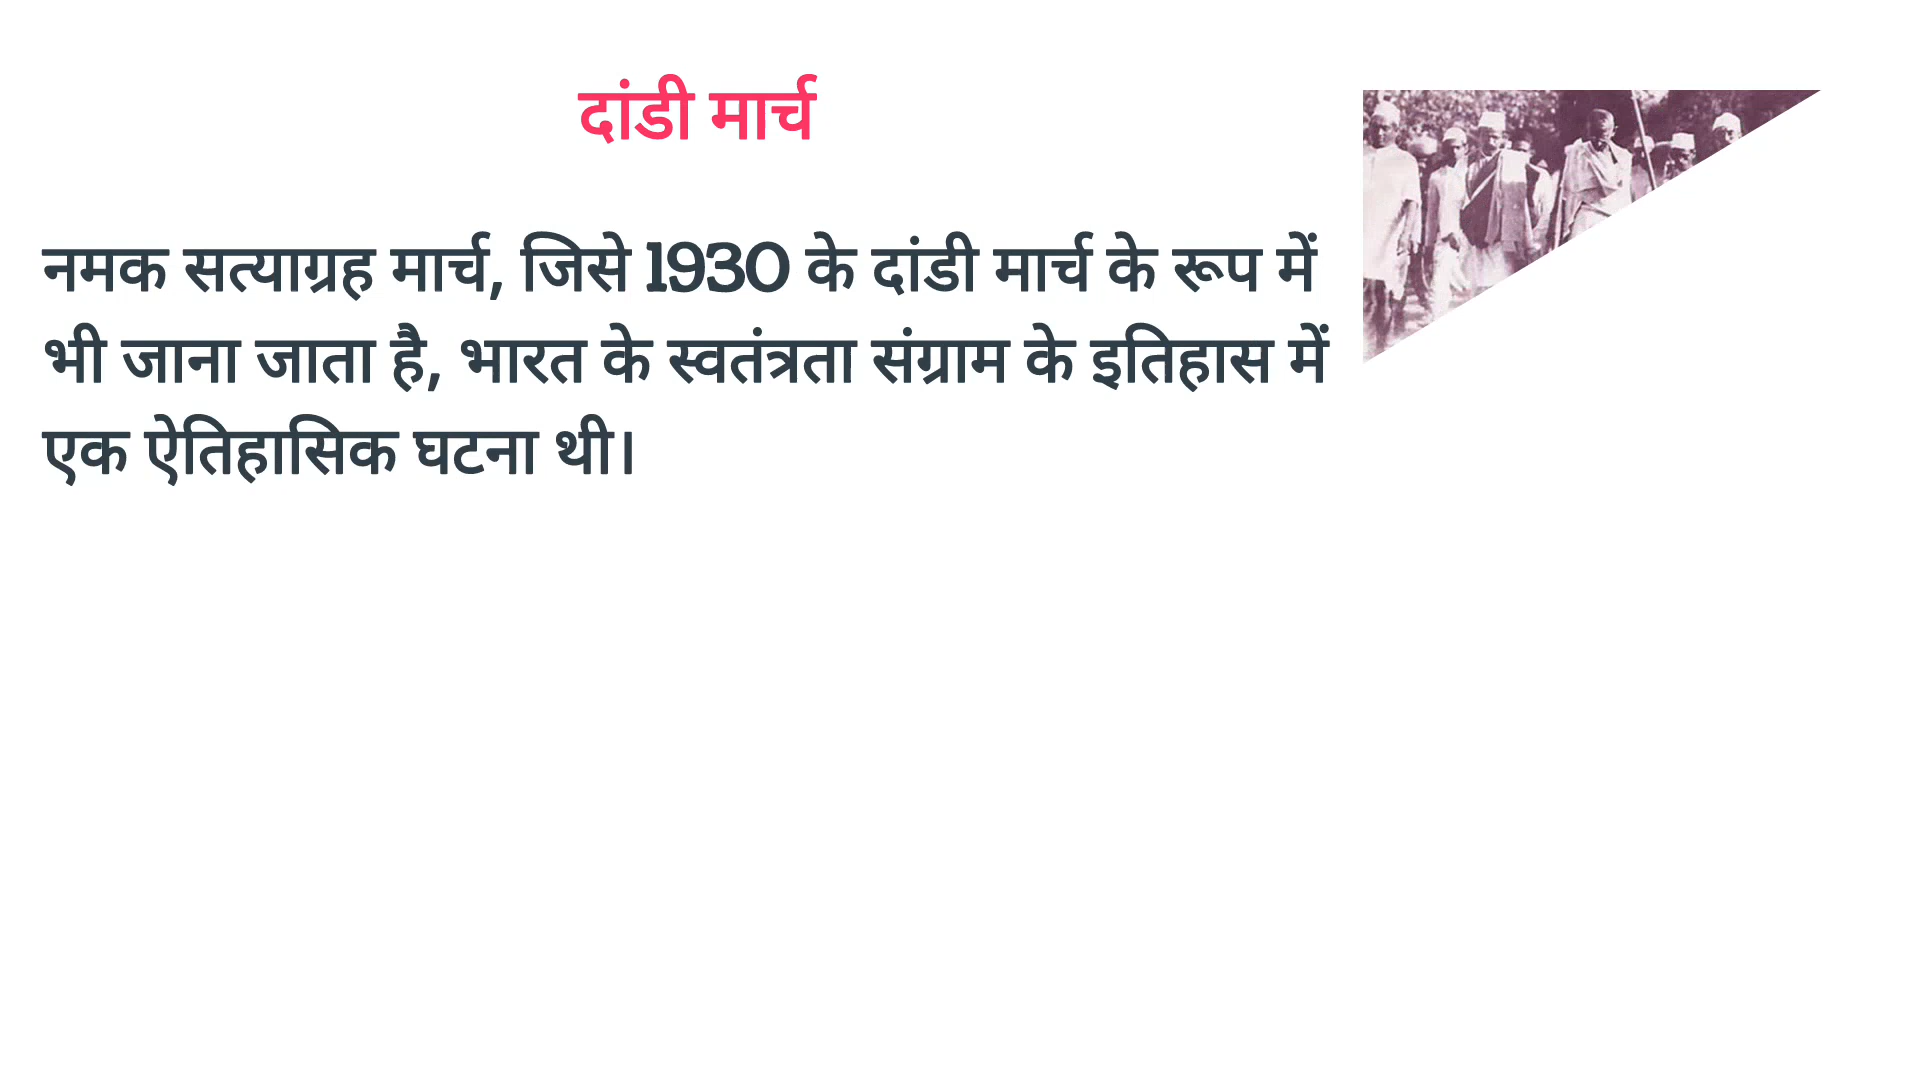 दांडी मार्च
नमक सत्याग्रह मार्च, जिसे 1930 के दांडी मार्च के रूप में
भी जाना जाता है, भारत के स्वतंत्रता संग्राम के इतिहास में
एक ऐतिहासिक घटना थी।